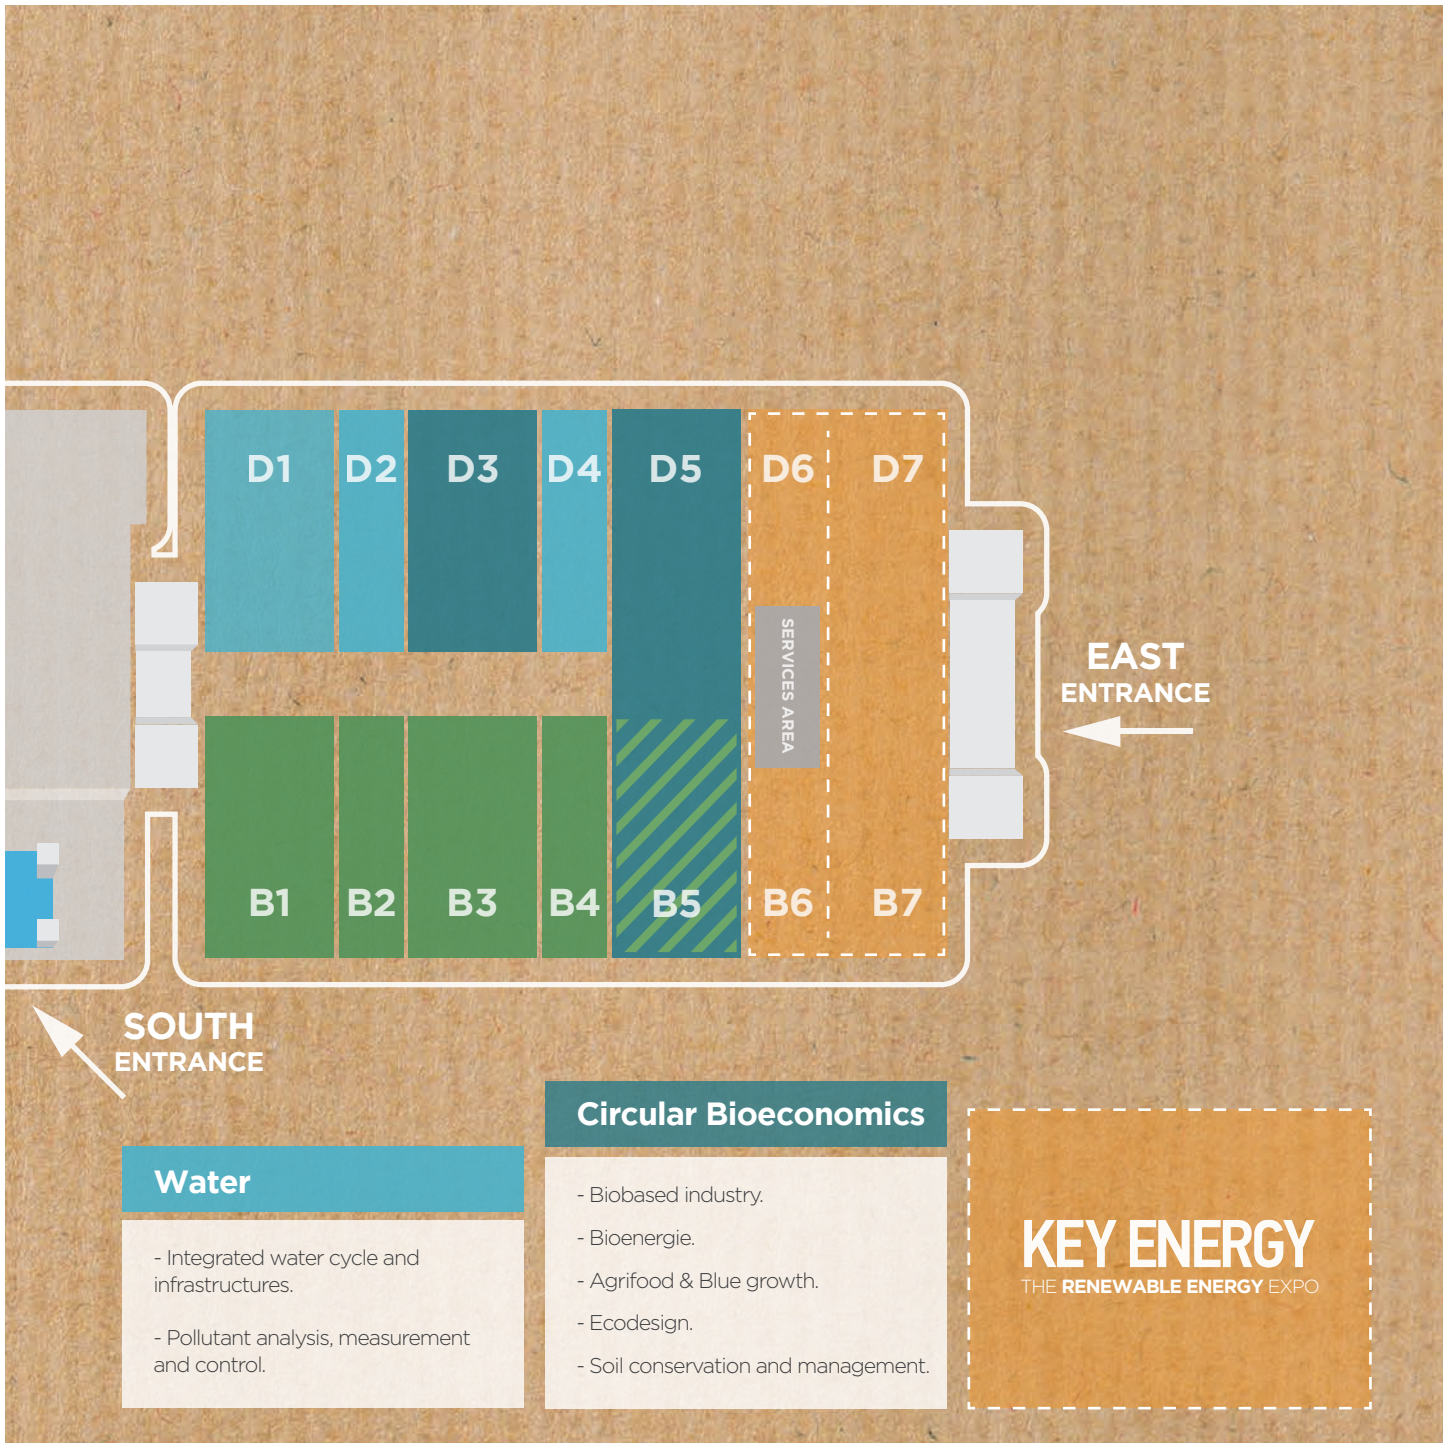 D1 D2 D3 D4 D5 D6 D7
SERVICES AREA
EAST
ENTRANCE
B1 B2 B3 B4 B5 B6 B7
SOUTH
ENTRANCE
Water
- Integrated water cycle and
infrastructures.
- Pollutant analysis, measurement
and control.
Circular Bioeconomics
- Biobased industry.
- Bioenergie.
- Agrifood & Blue growth.
- Ecodesign.
- Soil conservation and management.
KEY ENERGY
THE RENEWABLE ENERGY EXPO